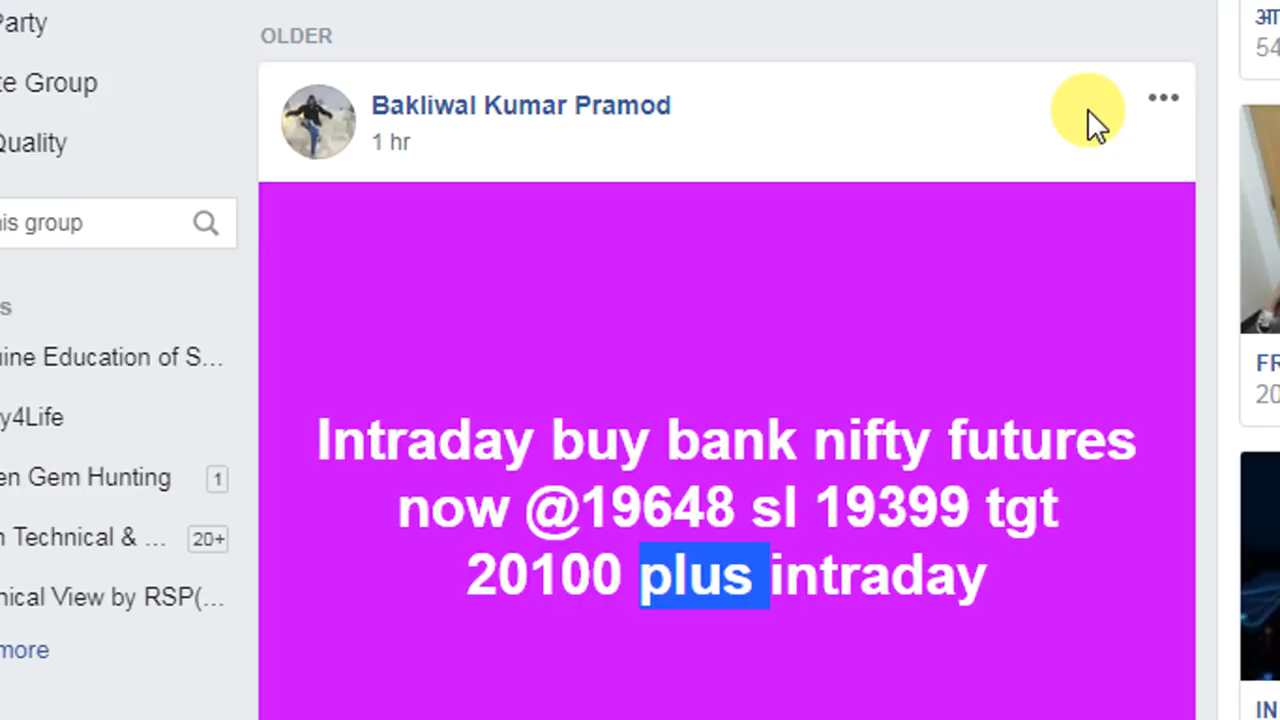 Party
OLDER
Bakliwal Kumar Pramod
1 hr
te Group
Quality
his group
s
uine Education of S...
y4Life
en Gem Hunting 1
n Technical & ... 20+
nical View by RSP(...
more
Intraday buy bank nifty futures
now @19648 sl 19399 tgt
20100 plus intraday
आ
54
FR
20
IN